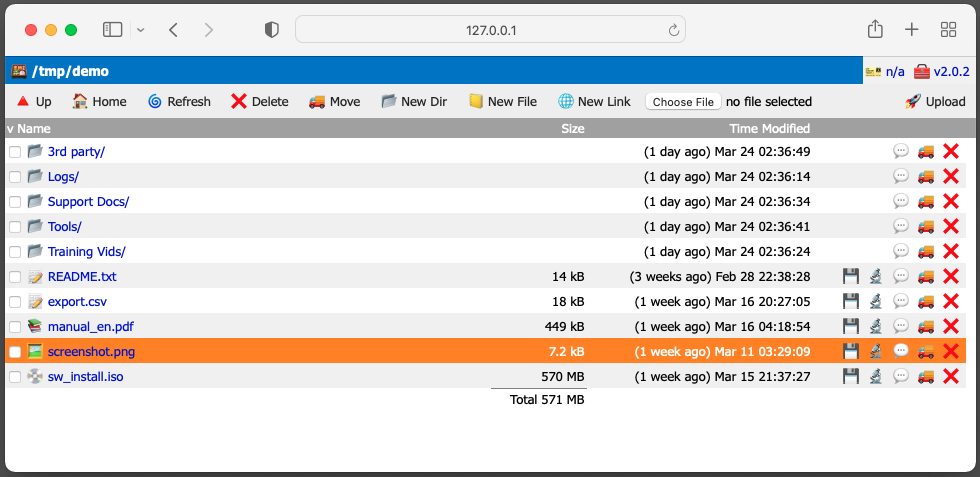 127.0.0.1
/tmp/demo n/a v2.0.2
Up Home Refresh Delete Move New Dir New File New Link Choose File no file selected Upload
v Name Size Time Modified
3rd party/ (1 day ago) Mar 24 02:36:49
Logs/ (1 day ago) Mar 24 02:36:14
Support Docs/ (1 day ago) Mar 24 02:36:34
Tools/ (1 day ago) Mar 24 02:36:41
Training Vids/ (1 day ago) Mar 24 02:36:24
README.txt 14 kB (3 weeks ago) Feb 28 22:38:28
export.csv 18 kB (1 week ago) Mar 16 20:27:05
manual_en.pdf 449 kB (1 week ago) Mar 16 04:18:54
screenshot.png 7.2 kB (1 week ago) Mar 11 03:29:09
sw_install.iso 570 MB (1 week ago) Mar 15 21:37:27
Total 571 MB